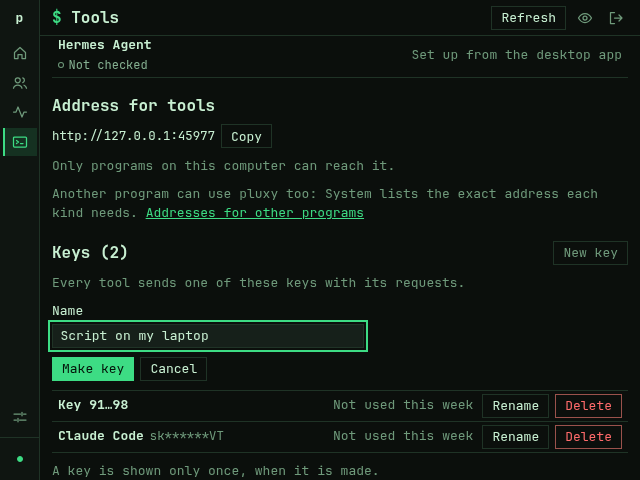 p
$ Tools
Refresh
Hermes Agent
Not checked
Set up from the desktop app
Address for tools
http://127.0.0.1:45977
Copy
Only programs on this computer can reach it.
Another program can use pluxy too: System lists the exact address each
kind needs. Addresses for other programs
Keys (2)
New key
Every tool sends one of these keys with its requests.
Name
Script on my laptop
Make key
Cancel
Key 91…98
Not used this week
Rename
Delete
Claude Code sk******VT
Not used this week
Rename
Delete
A key is shown only once, when it is made.